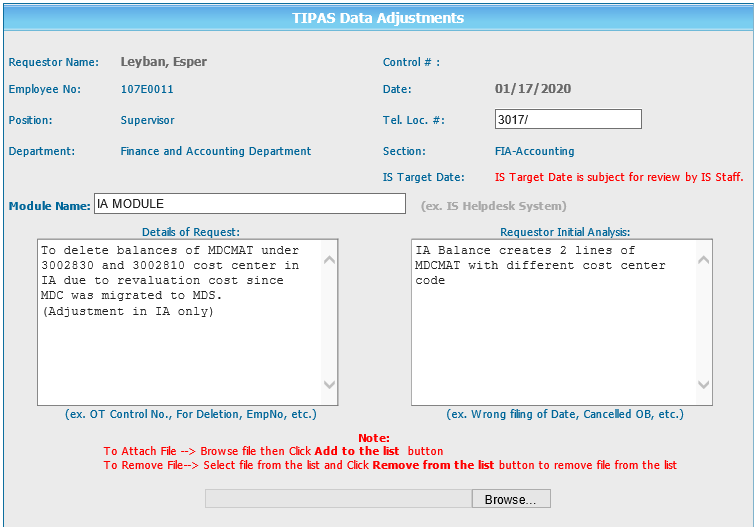 TIPAS Data Adjustments
Requestor Name: Leyban, Esper Control # :
Employee No: 107E0011 Date: 01/17/2020
Position: Supervisor Tel. Loc. #: 3017/
Department: Finance and Accounting Department Section: FIA-Accounting
IS Target Date: IS Target Date is subject for review by IS Staff.
Module Name: IA MODULE (ex. IS Helpdesk System)
Details of Request:
To delete balances of MDCMAT under
3002830 and 3002810 cost center in
IA due to revaluation cost since
MDC was migrated to MDS.
(Adjustment in IA only)
(ex. OT Control No., For Deletion, EmpNo, etc.)
Requestor Initial Analysis:
IA Balance creates 2 lines of
MDCMAT with different cost center
code
(ex. Wrong filing of Date, Cancelled OB, etc.)
Note:
To Attach File --> Browse file then Click Add to the list button
To Remove File--> Select file from the list and Click Remove from the list button to remove file from the list
Browse...